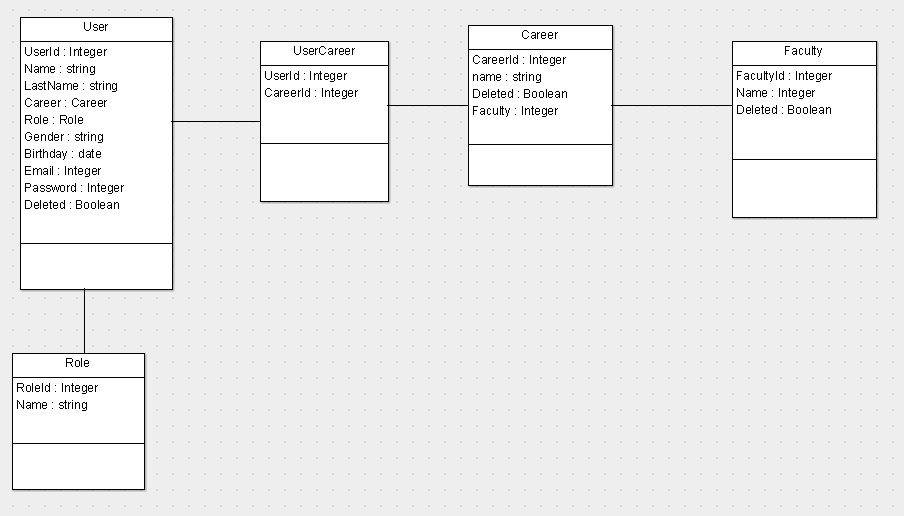 User
UserId : Integer
Name : string
LastName : string
Career : Career
Role : Role
Gender : string
Birthday : date
Email : Integer
Password : Integer
Deleted : Boolean
UserCareer
UserId : Integer
CareerId : Integer
Career
CareerId : Integer
name : string
Deleted : Boolean
Faculty : Integer
Faculty
FacultyId : Integer
Name : Integer
Deleted : Boolean
Role
RoleId : Integer
Name : string